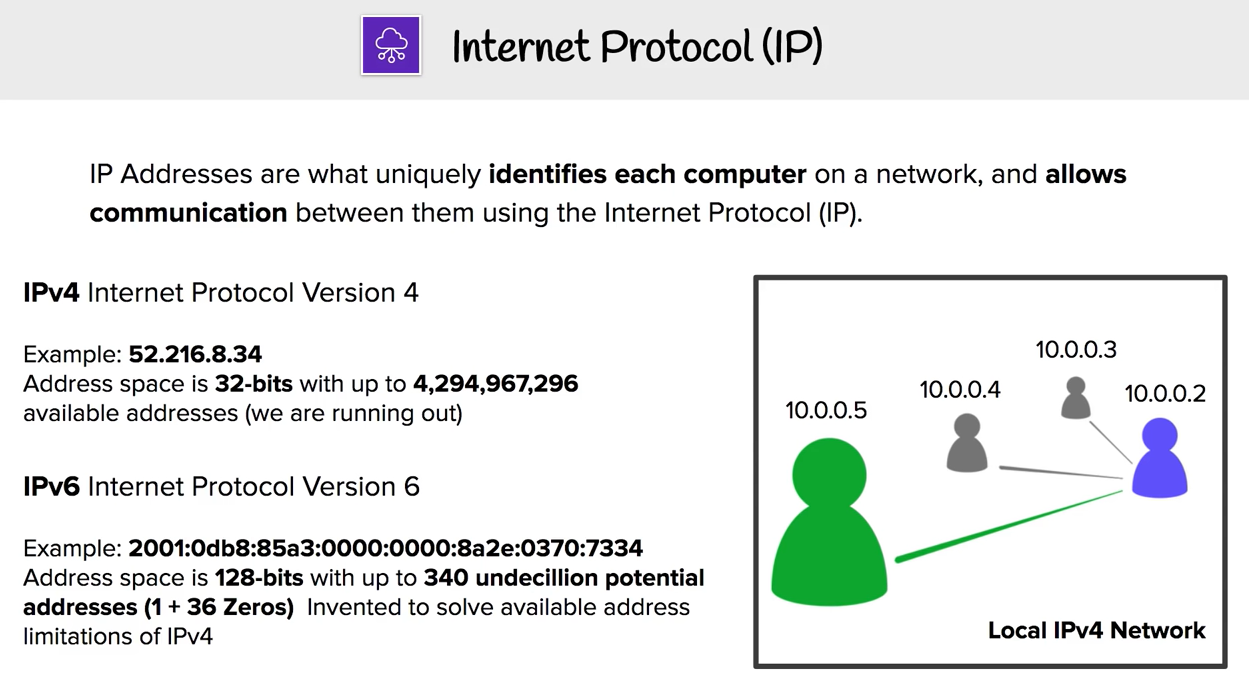 Internet Protocol (IP)
IP Addresses are what uniquely identifies each computer on a network, and allows
communication between them using the Internet Protocol (IP).
IPv4 Internet Protocol Version 4
Example: 52.216.8.34
Address space is 32-bits with up to 4,294,967,296
available addresses (we are running out)
IPv6 Internet Protocol Version 6
Example: 2001:0db8:85a3:0000:0000:8a2e:0370:7334
Address space is 128-bits with up to 340 undecillion potential
addresses (1 + 36 Zeros)  Invented to solve available address
limitations of IPv4
10.0.0.3
10.0.0.4
10.0.0.2
10.0.0.5
Local IPv4 Network